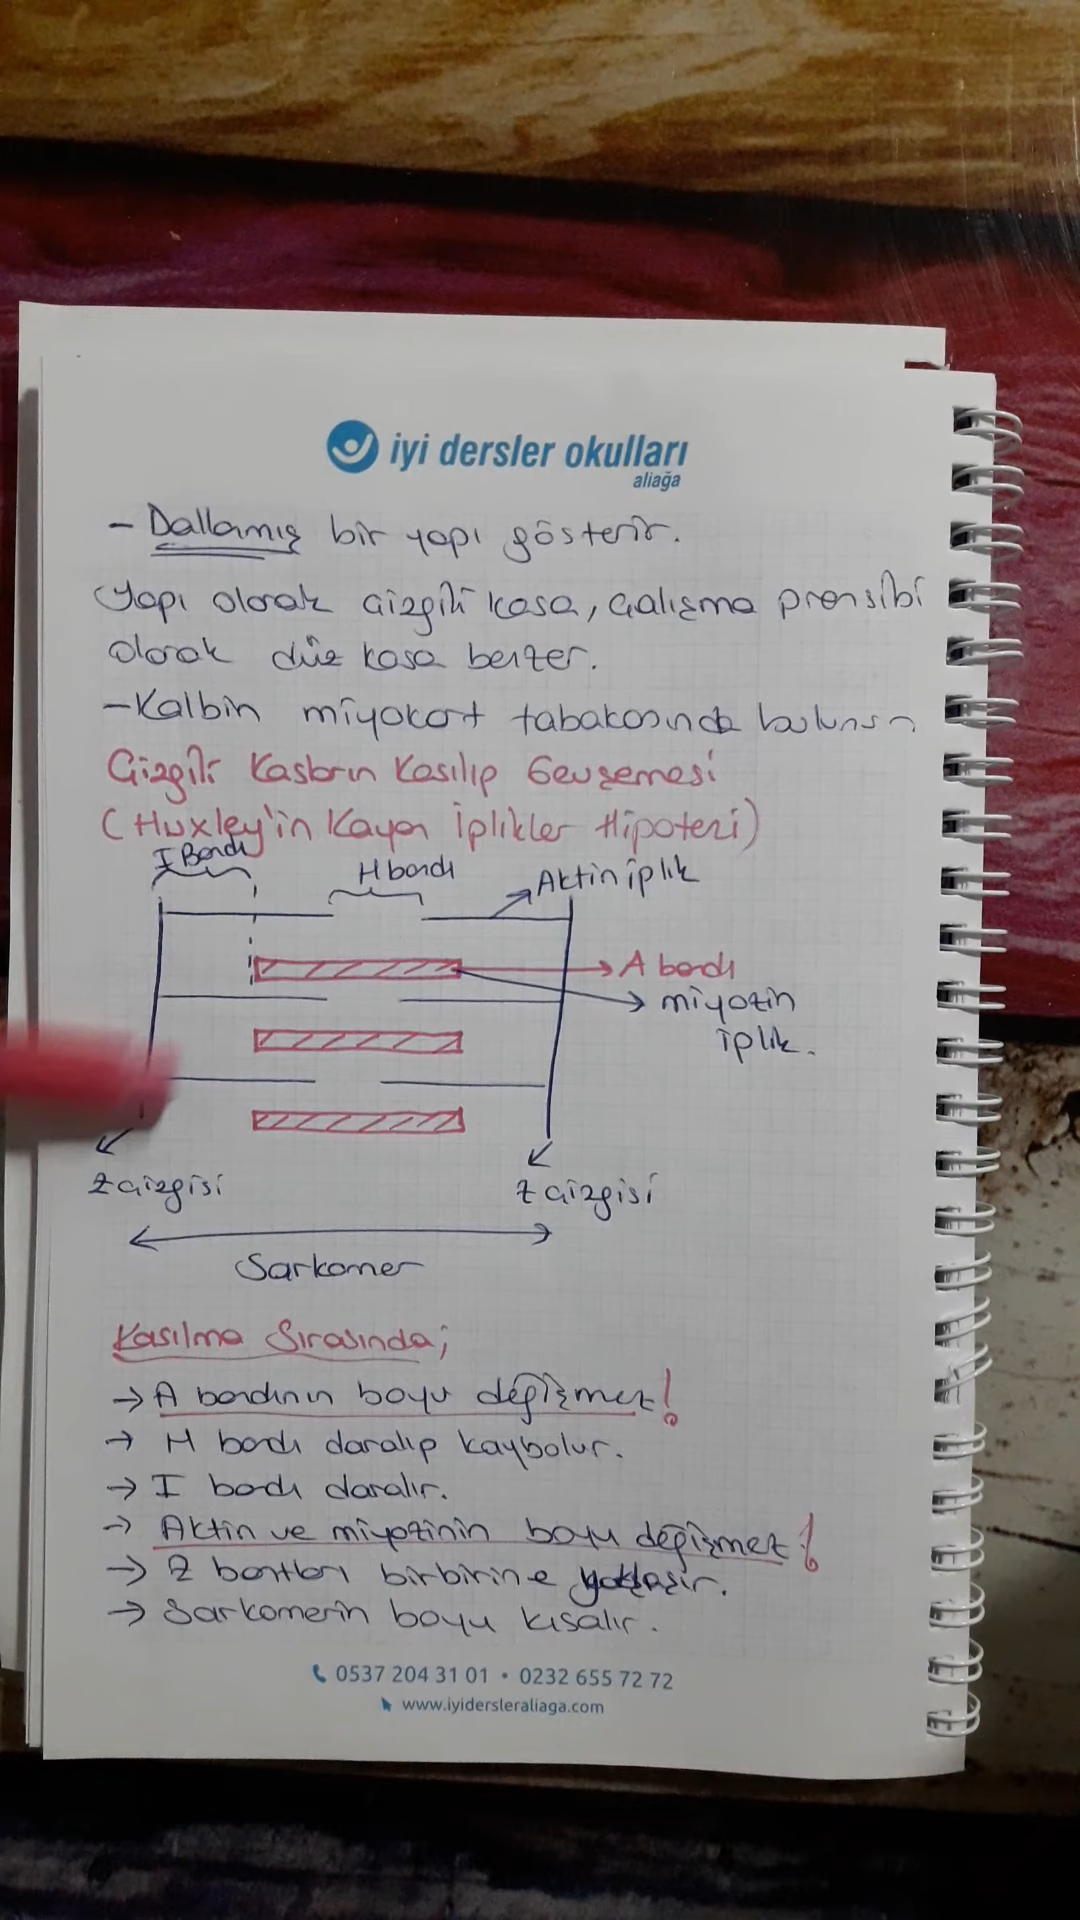 iyi dersler okulları
aliağa
- Dallanmış bir yapı gösterir.
Yapı olarak çizgili kasa, çalışma prensibi
olarak düz kasa benzer.
- Kalbin miyokart tabakasında bulunur
Çizgili Kasların Kasılıp Gevşemesi
(Huxley'in Kayan İplikler Hipotezi)
I Bandı
H bandı
Aktin iplik
A bandı
miyozin
iplik.
Z çizgisi
Z çizgisi
Sarkomer
Kasılma Sırasında;
→ A bandının boyu değişmez!
→ H bandı daralıp kaybolur.
→ I bandı daralır.
→ Aktin ve miyozinin boyu değişmez!
→ Z bantları birbirine yaklaşır.
→ Sarkomerin boyu kısalır.
0537 204 31 01 • 0232 655 72 72
www.iyidersleraliaga.com